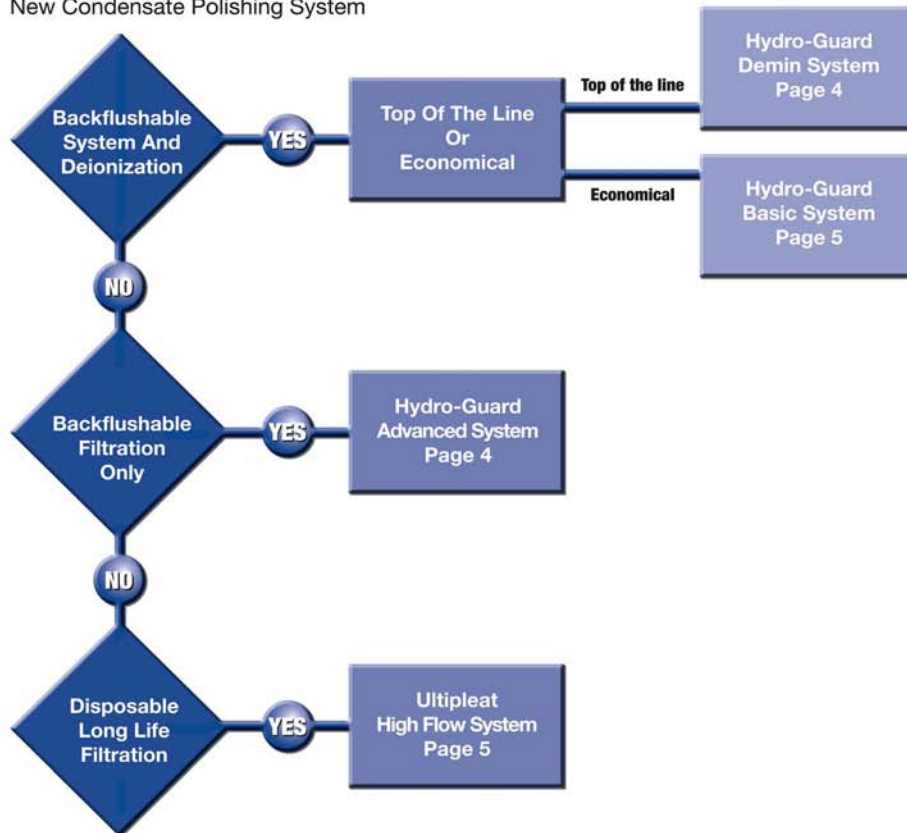 New Condensate Polishing System
Backflushable
System And
Deionization
YES
Top Of The Line
Or
Economical
Top of the line
Hydro-Guard
Demin System
Page 4
Economical
Hydro-Guard
Basic System
Page 5
NO
Backflushable
Filtration
Only
YES
Hydro-Guard
Advanced System
Page 4
NO
Disposable
Long Life
Filtration
YES
Ultipleat
High Flow System
Page 5